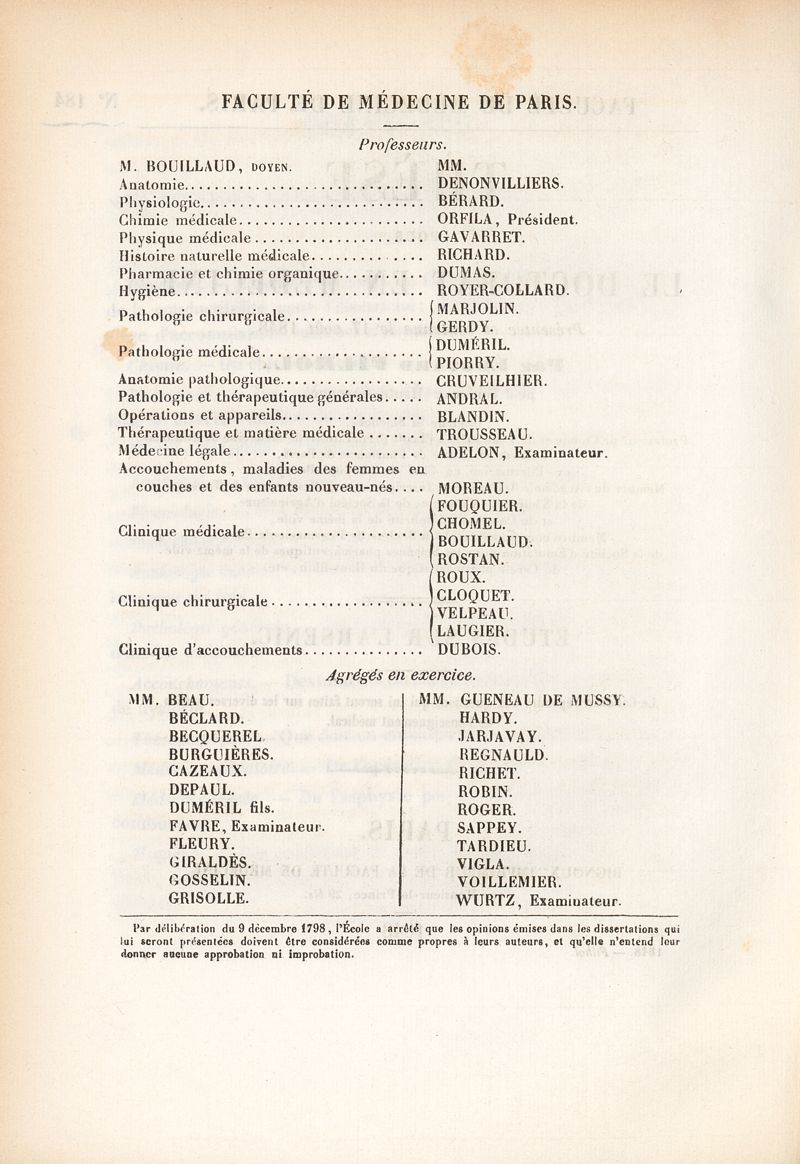 FACULTÉ DE MÉDECINE DE PARIS.
Professeurs.
M. BOUILLAUD, DOYEN. MM.
Anatomie............................ DENONVILLIERS.
Physiologie.......................... BÉRARD.
Chimie médicale...................... ORFILA, Président.
Physique médicale.................... GAVARRET.
Histoire naturelle médicale............. RICHARD.
Pharmacie et chimie organique........... DUMAS.
Hygiène............................. ROYER-COLLARD.
Pathologie chirurgicale................. MARJOLIN.
GERDY.
Pathologie médicale.................... DUMÉRIL.
PIORRY.
Anatomie pathologique................. CRUVEILHIER.
Pathologie et thérapeutique générales..... ANDRAL.
Opérations et appareils................. BLANDIN.
Thérapeutique et matière médicale ....... TROUSSEAU.
Médecine légale....................... ADELON, Examinateur.
Accouchements, maladies des femmes en
couches et des enfants nouveau-nés.... MOREAU.
Clinique médicale...................... FOUQUIER.
CHOMEL.
BOUILLAUD.
ROSTAN.
Clinique chirurgicale................... ROUX.
CLOQUET.
VELPEAU.
LAUGIER.
Clinique d'accouchements............... DUBOIS.
Agrégés en exercice.
MM. BEAU.
BÉCLARD.
BECQUEREL.
BURGUIÈRES.
CAZEAUX.
DEPAUL.
DUMÉRIL fils.
FAVRE, Examinateur.
FLEURY.
GIRALDÈS.
GOSSELIN.
GRISOLLE.
MM. GUENEAU DE MUSSY.
HARDY.
JARJAVAY.
REGNAULD.
RICHET.
ROBIN.
ROGER.
SAPPEY.
TARDIEU.
VIGLA.
VOILLEMIER.
WURTZ, Examinateur.
Par délibération du 9 décembre 1798, l'École a arrêté que les opinions émises dans les dissertations qui
lui seront présentées doivent être considérées comme propres à leurs auteurs, et qu'elle n'entend leur
donner aucune approbation ni improbation.